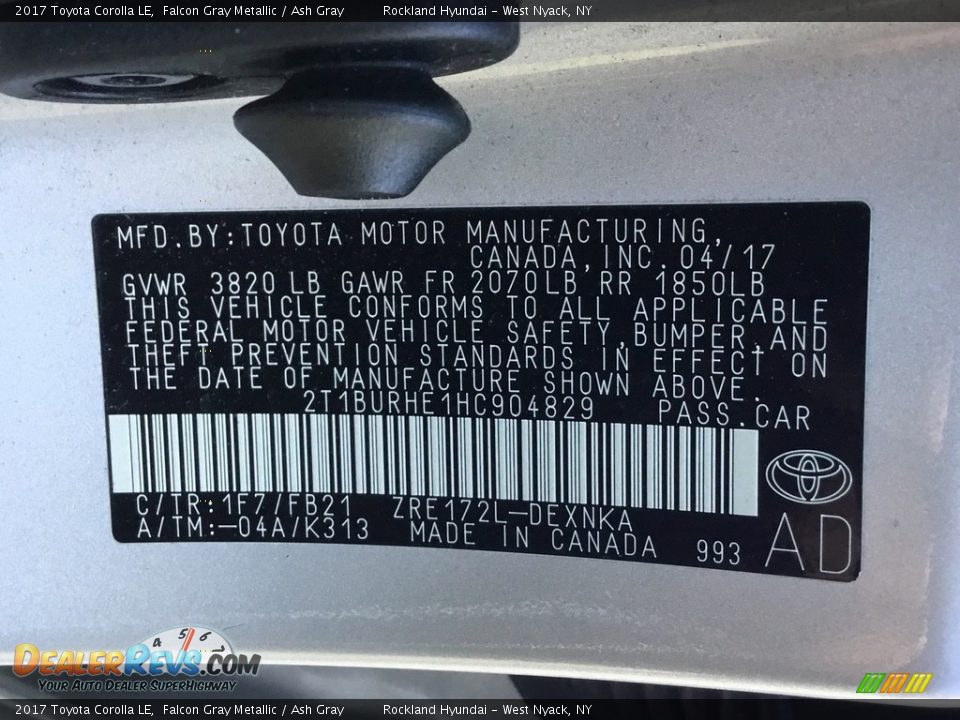 2017 Toyota Corolla LE, Falcon Gray Metallic / Ash Gray Rockland Hyundai - West Nyack, NY
MFD.BY:TOYOTA MOTOR MANUFACTURING,
CANADA,INC.04/17
GVWR 3820 LB GAWR FR 2070LB RR 1850LB
THIS VEHICLE CONFORMS TO ALL APPLICABLE
FEDERAL MOTOR VEHICLE SAFETY,BUMPER,AND
THEFT PREVENTION STANDARDS IN EFFECT ON
THE DATE OF MANUFACTURE SHOWN ABOVE.
2T1BURHE1HC904829 PASS.CAR
C/TR:1F7/FB21 ZRE172L-DEXNKA
A/TM:-04A/K313 MADE IN CANADA 993 AD
4 5 6 7
DEALERREVS.COM
YOUR AUTO DEALER SUPERHIGHWAY
2017 Toyota Corolla LE, Falcon Gray Metallic / Ash Gray Rockland Hyundai - West Nyack, NY